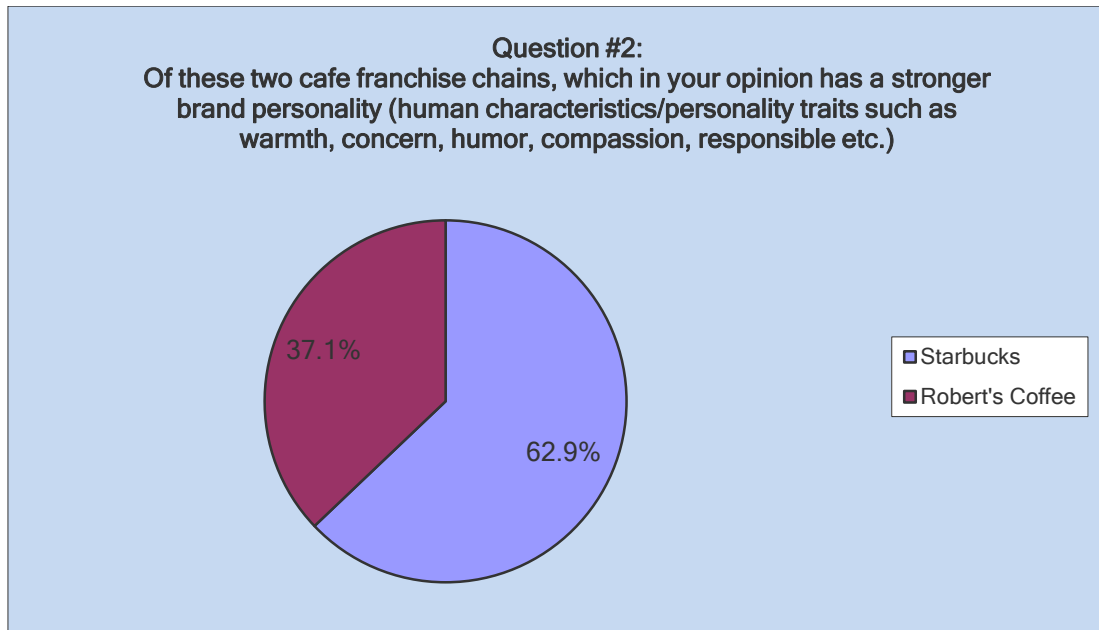 Question #2:
Of these two cafe franchise chains, which in your opinion has a stronger
brand personality (human characteristics/personality traits such as
warmth, concern, humor, compassion, responsible etc.)
37.1%
62.9%
Starbucks
Robert's Coffee